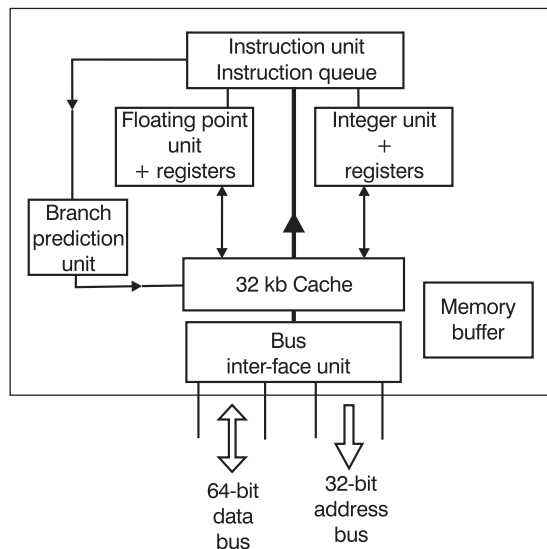 Instruction unit
Instruction queue
Floating point
unit
+ registers
Integer unit
+
registers
Branch
prediction
unit
32 kb Cache
Memory
buffer
Bus
inter-face unit
64-bit
data
bus
32-bit
address
bus